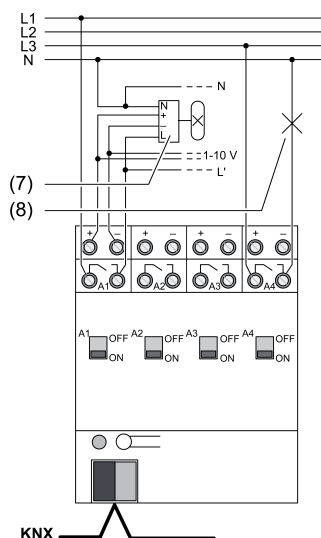 L1
L2
L3
N
N
N
+
−
L
1-10 V
L'
(7)
(8)
+ − + − + − + −
A1 A2 A3 A4
A1 OFF A2 OFF A3 OFF A4 OFF
ON ON ON ON
KNX